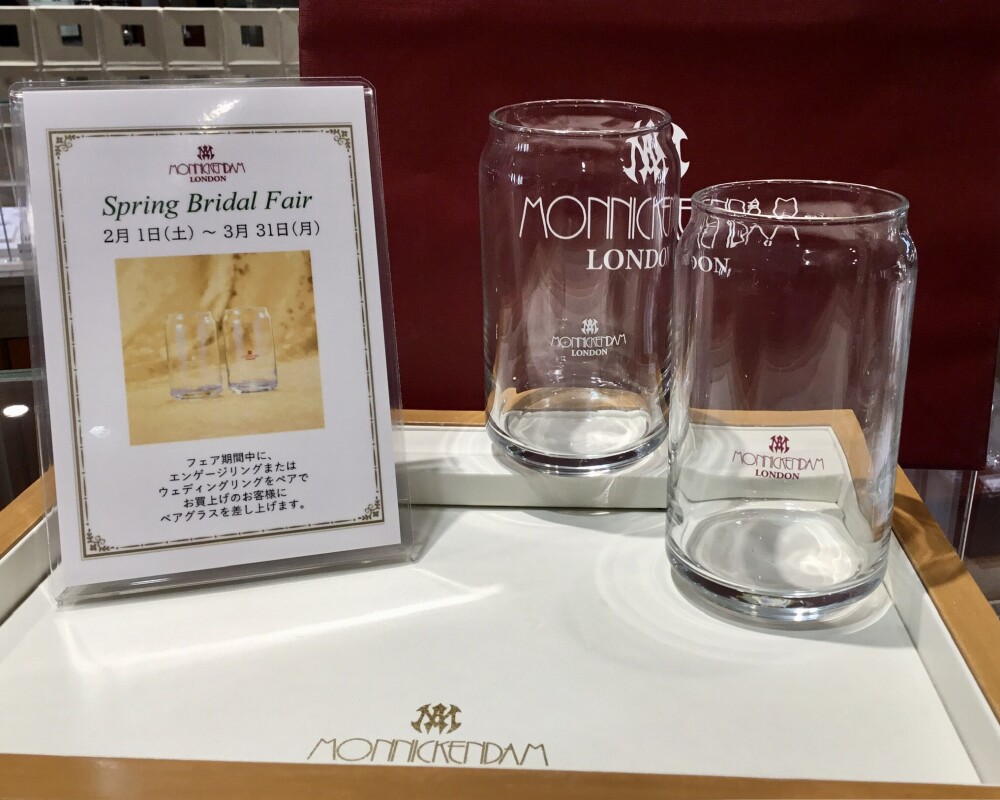 MONNICKENDAM
LONDON
Spring Bridal Fair
2月 1日(土) ～ 3月 31日(月)
フェア期間中に、
エンゲージリングまたは
ウェディングリングをペアで
お買上げのお客様に
ペアグラスを差し上げます。
MONNICKENDAM
LONDON
MONNICKENDAM
LONDON
MONNICKENDAM
LONDON
MONNICKENDAM